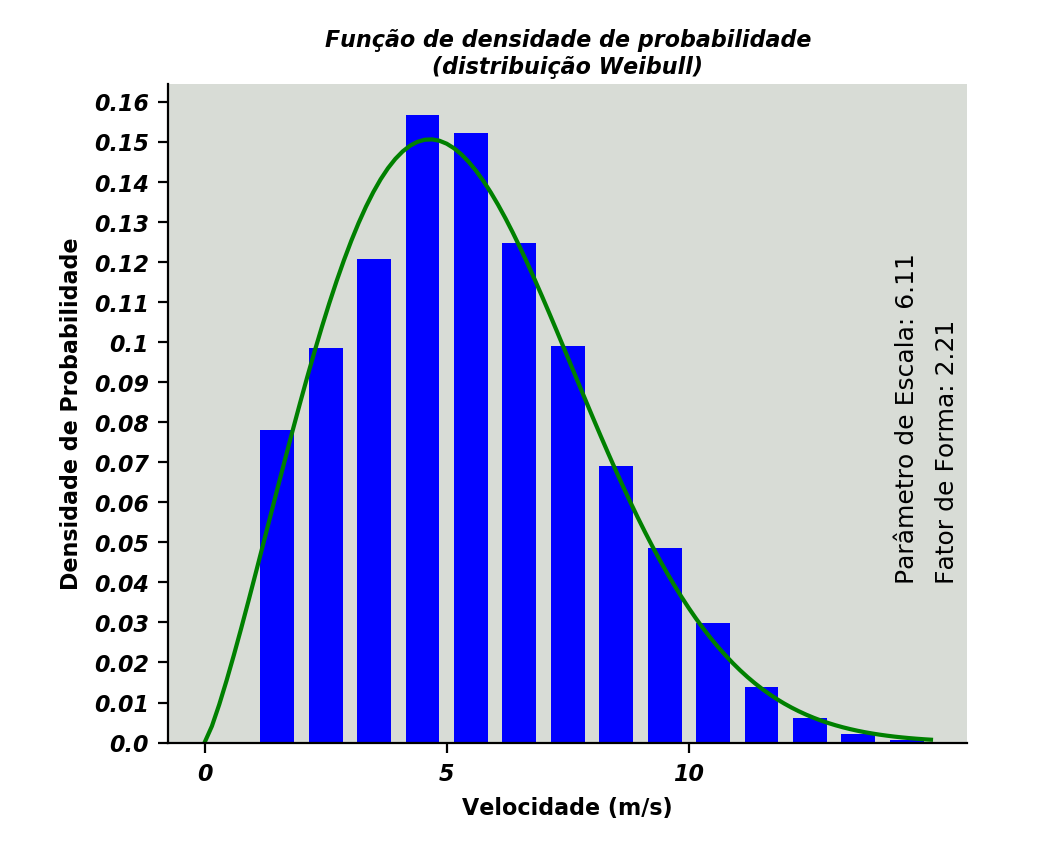 Função de densidade de probabilidade
(distribuição Weibull)
0.16
0.15
0.14
0.13
0.12
0.11
0.1
0.09
0.08
0.07
0.06
0.05
0.04
0.03
0.02
0.01
0.0
Densidade de Probabilidade
Parâmetro de Escala: 6.11
Fator de Forma: 2.21
0 5 10
Velocidade (m/s)